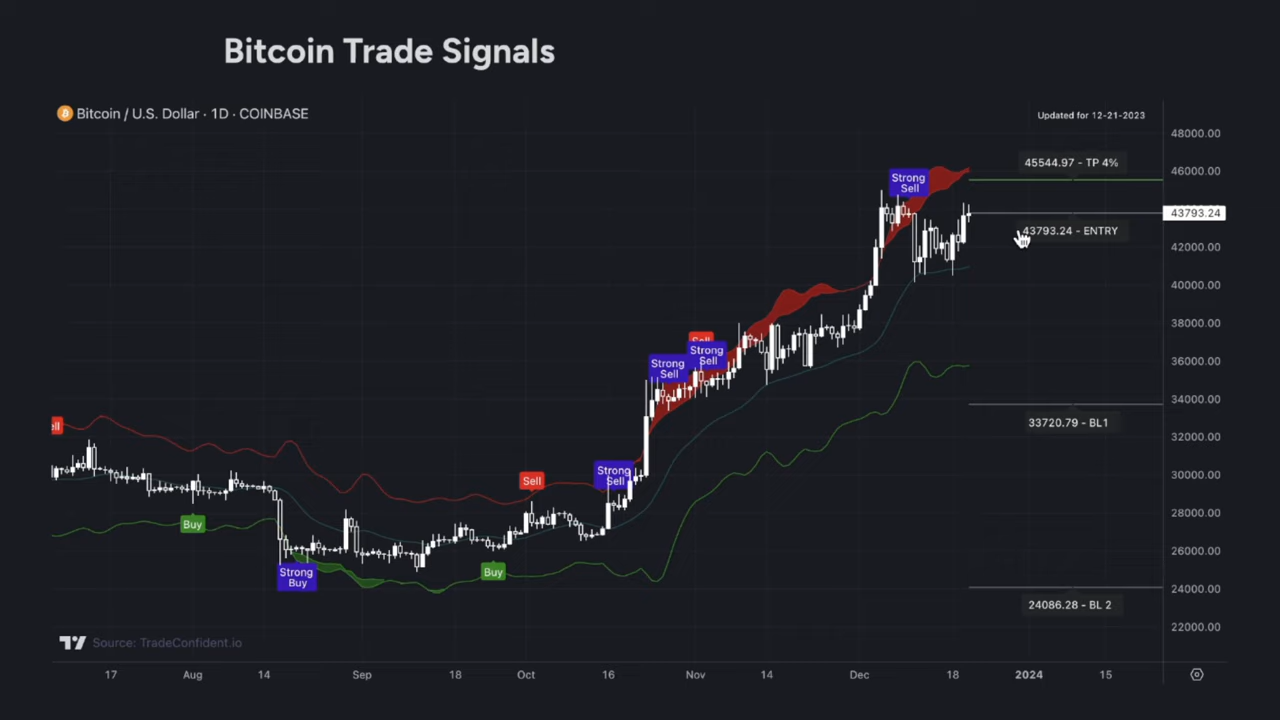 Bitcoin Trade Signals
Bitcoin / U.S. Dollar · 1D · COINBASE
Updated for 12-21-2023
48000.00
45544.97 - TP 4%
46000.00
Strong
Sell
43793.24
43793.24 - ENTRY
42000.00
40000.00
38000.00
Sell
Strong
Sell
Strong
Sell
36000.00
34000.00
33720.79 - BL1
ell
32000.00
Strong
Sell
Sell
30000.00
28000.00
Buy
26000.00
Strong
Buy
Buy
24000.00
24086.28 - BL 2
22000.00
Source: TradeConfident.io
17
Aug
14
Sep
18
Oct
16
Nov
14
Dec
18
2024
15